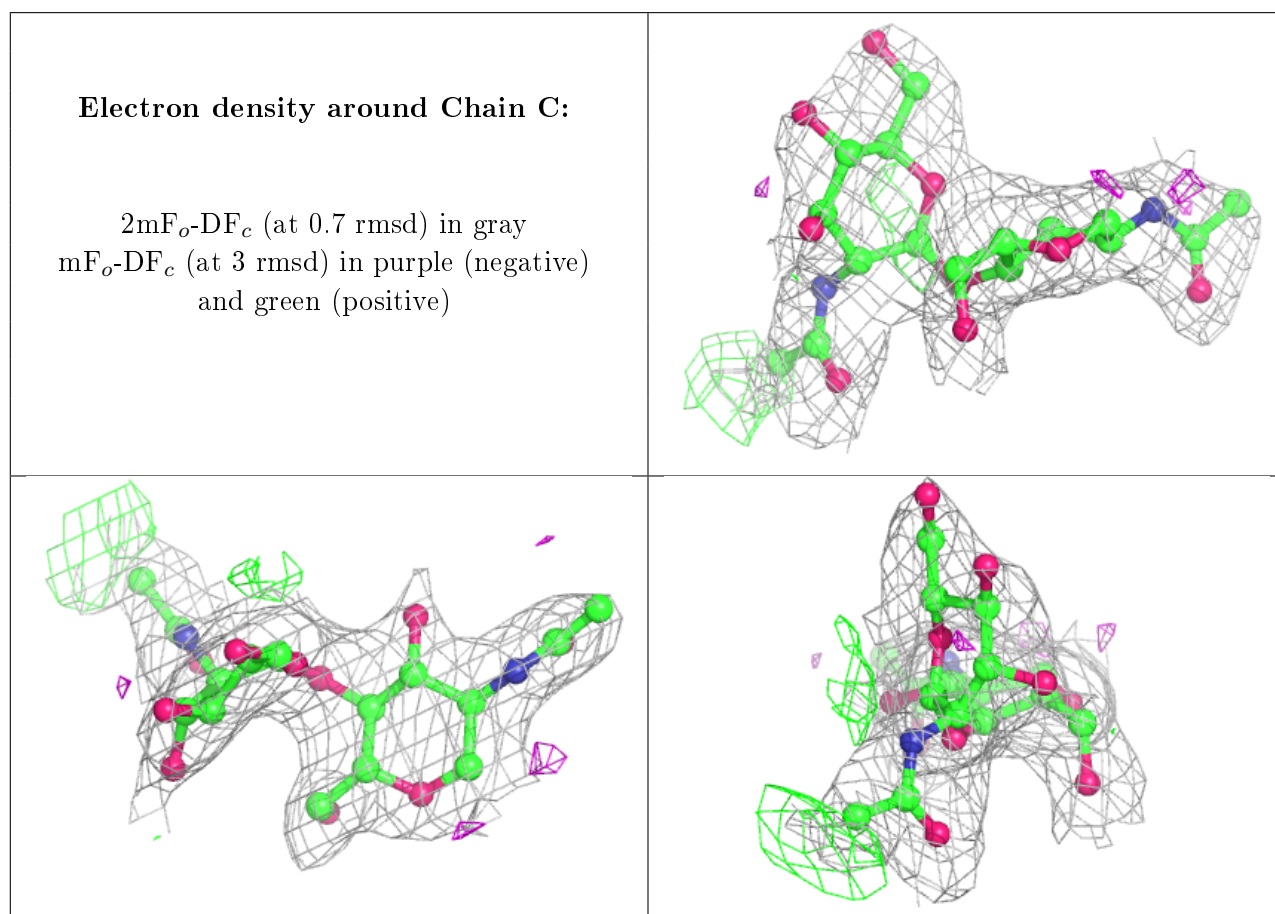 Electron density around Chain C:
2mFₒ-DF𝒸 (at 0.7 rmsd) in gray
mFₒ-DF𝒸 (at 3 rmsd) in purple (negative)
and green (positive)